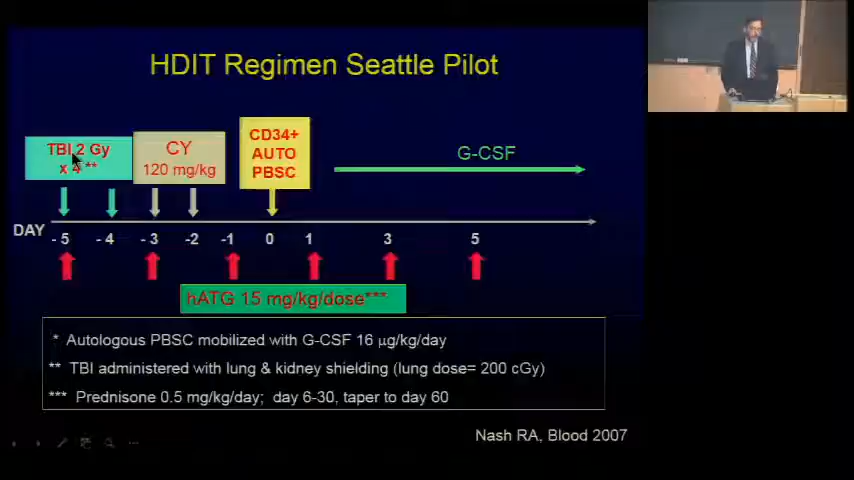 HDIT Regimen Seattle Pilot
TBI 2 Gy
x 4 **
CY
120 mg/kg
CD34+
AUTO
PBSC
G-CSF
DAY
- 5 - 4 - 3 -2 -1 0 1 3 5
hATG 15 mg/kg/dose***
* Autologous PBSC mobilized with G-CSF 16 µg/kg/day
** TBI administered with lung & kidney shielding (lung dose= 200 cGy)
*** Prednisone 0.5 mg/kg/day; day 6-30, taper to day 60
Nash RA, Blood 2007